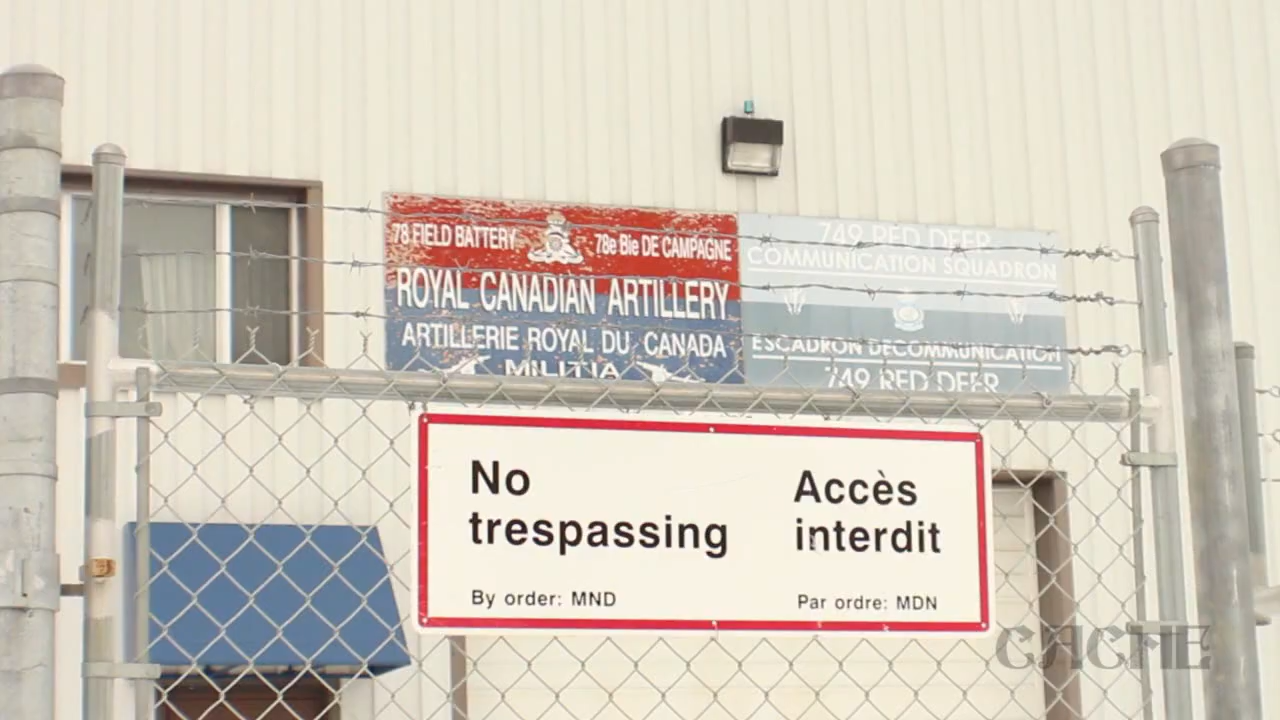 78 FIELD BATTERY
78e Bie DE CAMPAGNE
ROYAL CANADIAN ARTILLERY
ARTILLERIE ROYAL DU CANADA
MILITIA
749 RED DEER
COMMUNICATION SQUADRON
ESCADRON DECOMMUNICATION
749 RED DEER
No
trespassing
By order: MND
Accès
interdit
Par ordre: MDN
CACHE